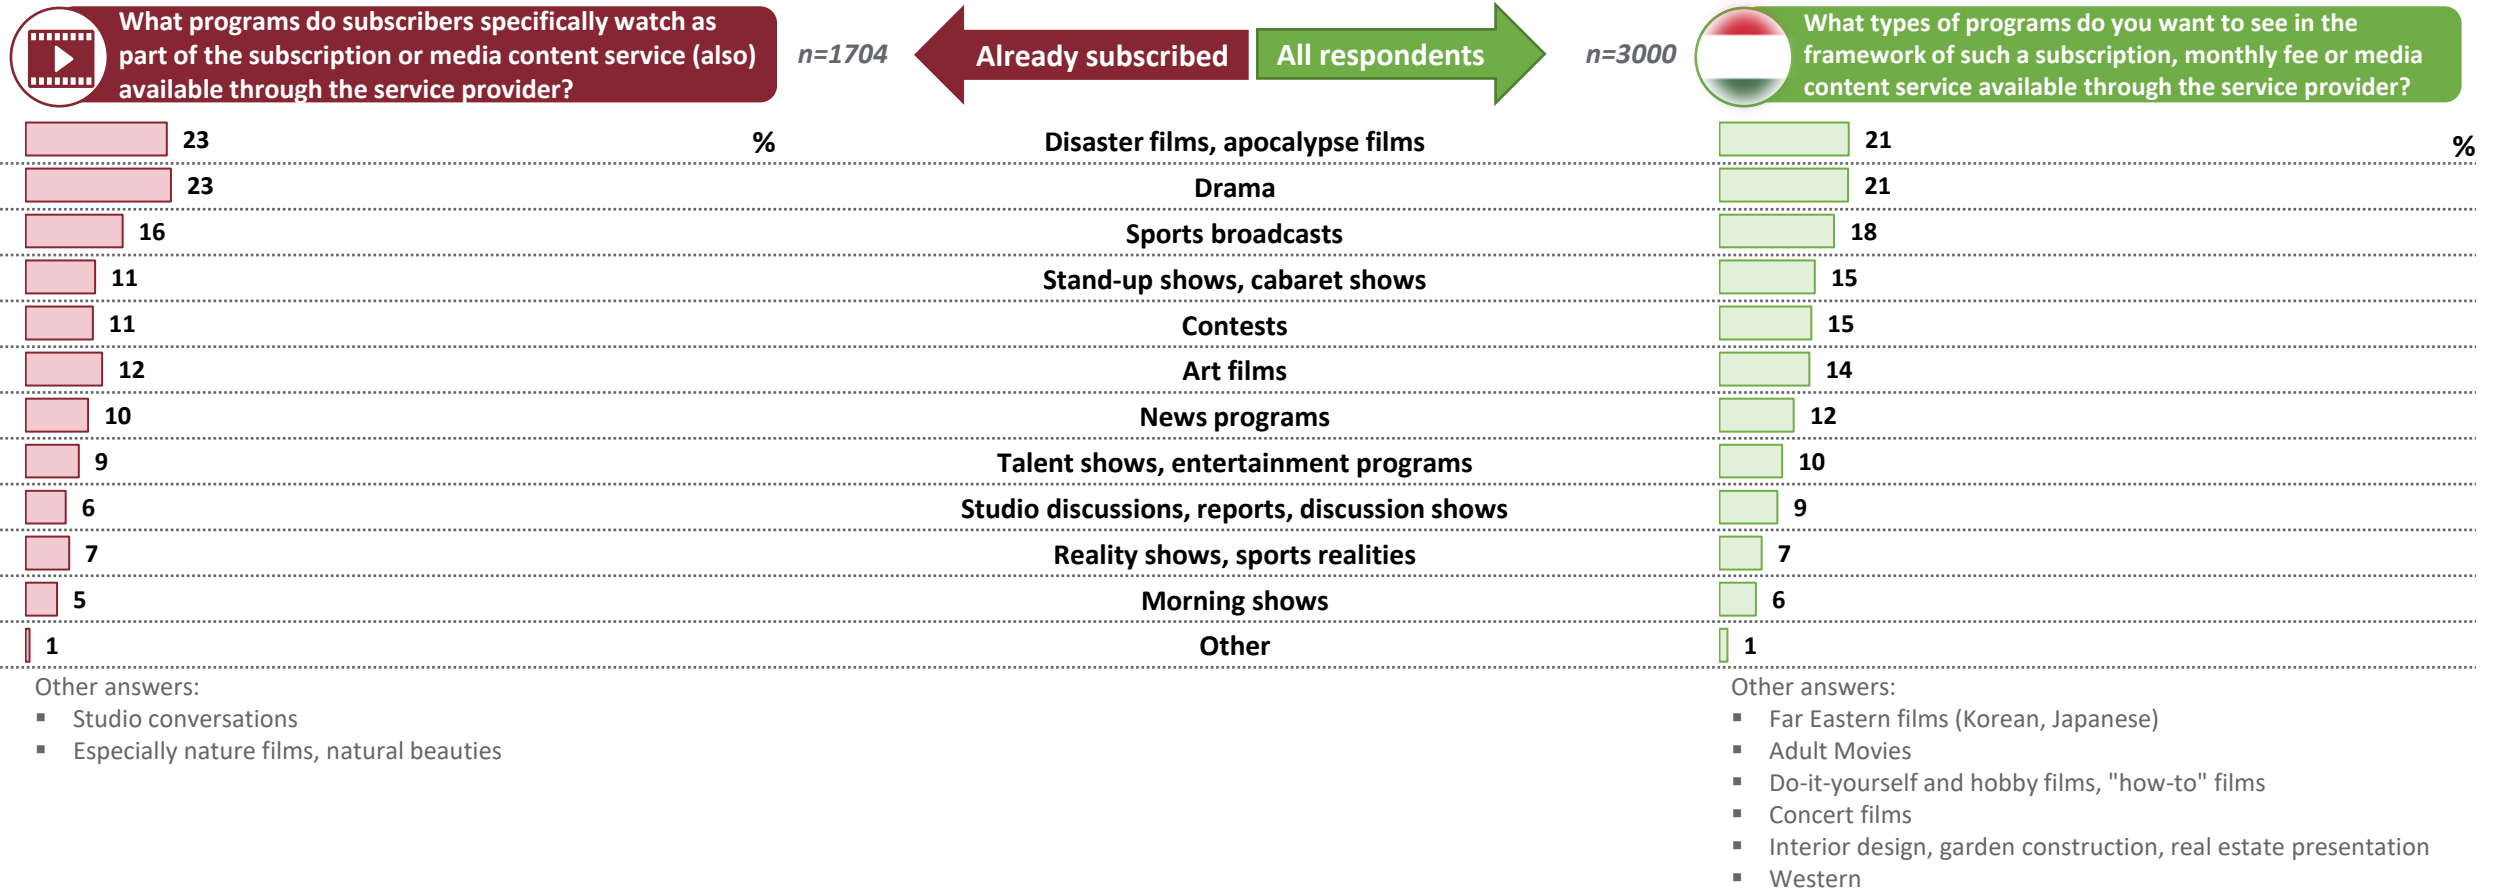 What programs do subscribers specifically watch as
part of the subscription or media content service (also)
available through the service provider?
n=1704
Already subscribed
All respondents
n=3000
What types of programs do you want to see in the
framework of such a subscription, monthly fee or media
content service available through the service provider?
23 % Disaster films, apocalypse films 21 %
23 Drama 21
16 Sports broadcasts 18
11 Stand-up shows, cabaret shows 15
11 Contests 15
12 Art films 14
10 News programs 12
9 Talent shows, entertainment programs 10
6 Studio discussions, reports, discussion shows 9
7 Reality shows, sports realities 7
5 Morning shows 6
1 Other 1
Other answers:
▪ Studio conversations
▪ Especially nature films, natural beauties
Other answers:
▪ Far Eastern films (Korean, Japanese)
▪ Adult Movies
▪ Do-it-yourself and hobby films, "how-to" films
▪ Concert films
▪ Interior design, garden construction, real estate presentation
▪ Western